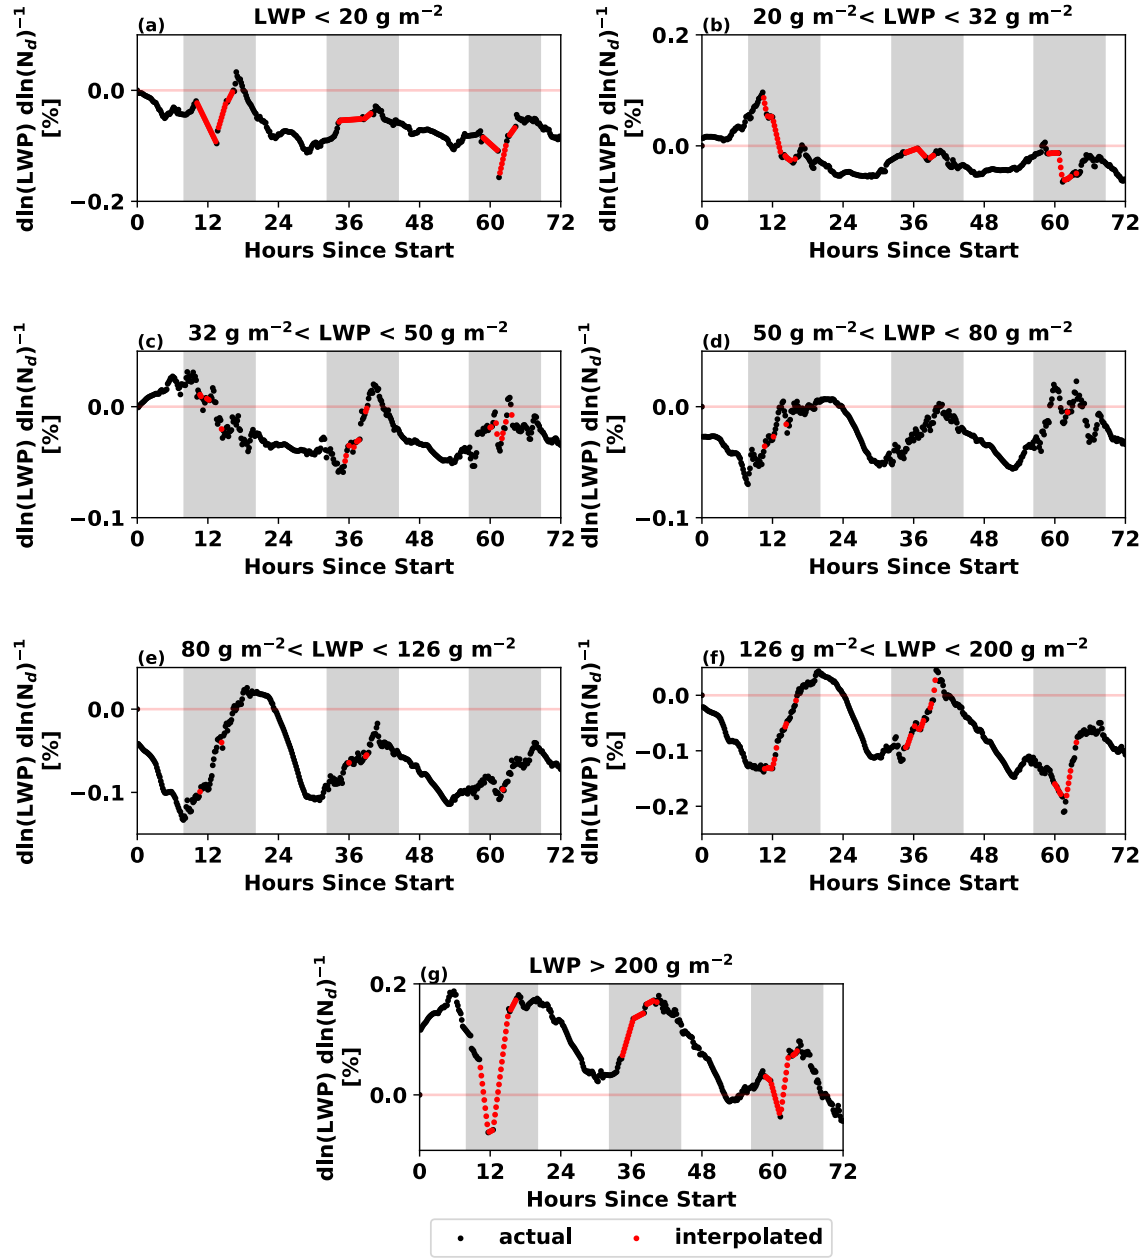 (a) LWP < 20 g m⁻²
dln(LWP) dln(N_d)⁻¹
[%]
0.0
−0.2
0 12 24 36 48 60 72
Hours Since Start
(b) 20 g m⁻²< LWP < 32 g m⁻²
dln(LWP) dln(N_d)⁻¹
[%]
0.2
0.0
0 12 24 36 48 60 72
Hours Since Start
(c) 32 g m⁻²< LWP < 50 g m⁻²
dln(LWP) dln(N_d)⁻¹
[%]
0.0
−0.1
0 12 24 36 48 60 72
Hours Since Start
(d) 50 g m⁻²< LWP < 80 g m⁻²
dln(LWP) dln(N_d)⁻¹
[%]
0.0
−0.1
0 12 24 36 48 60 72
Hours Since Start
(e) 80 g m⁻²< LWP < 126 g m⁻²
dln(LWP) dln(N_d)⁻¹
[%]
0.0
−0.1
0 12 24 36 48 60 72
Hours Since Start
(f) 126 g m⁻²< LWP < 200 g m⁻²
dln(LWP) dln(N_d)⁻¹
[%]
0.0
−0.1
−0.2
0 12 24 36 48 60 72
Hours Since Start
(g) LWP > 200 g m⁻²
dln(LWP) dln(N_d)⁻¹
[%]
0.2
0.0
0 12 24 36 48 60 72
Hours Since Start
actual interpolated